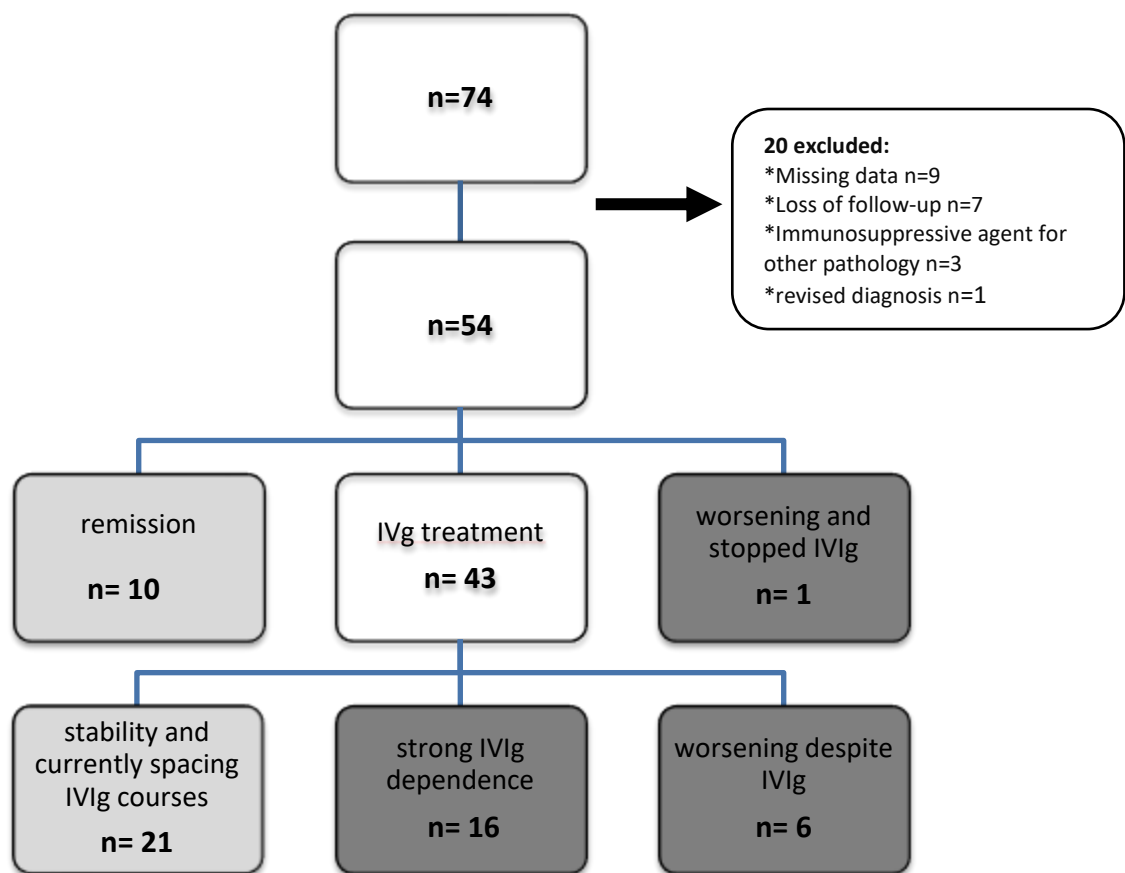 n=74
20 excluded:
*Missing data n=9
*Loss of follow-up n=7
*Immunosuppressive agent for
other pathology n=3
*revised diagnosis n=1
n=54
remission
n= 10
IVg treatment
n= 43
worsening and
stopped IVIg
n= 1
stability and
currently spacing
IVIg courses
n= 21
strong IVIg
dependence
n= 16
worsening despite
IVIg
n= 6